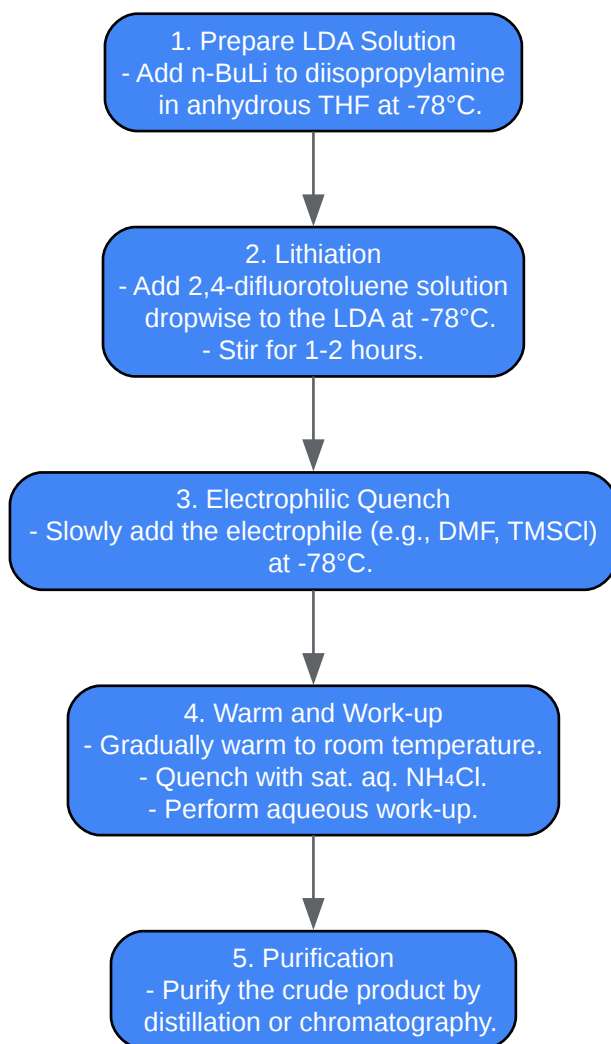 1. Prepare LDA Solution
- Add n-BuLi to diisopropylamine
in anhydrous THF at -78°C.
2. Lithiation
- Add 2,4-difluorotoluene solution
dropwise to the LDA at -78°C.
- Stir for 1-2 hours.
3. Electrophilic Quench
- Slowly add the electrophile (e.g., DMF, TMSCl)
at -78°C.
4. Warm and Work-up
- Gradually warm to room temperature.
- Quench with sat. aq. NH₄Cl.
- Perform aqueous work-up.
5. Purification
- Purify the crude product by
distillation or chromatography.